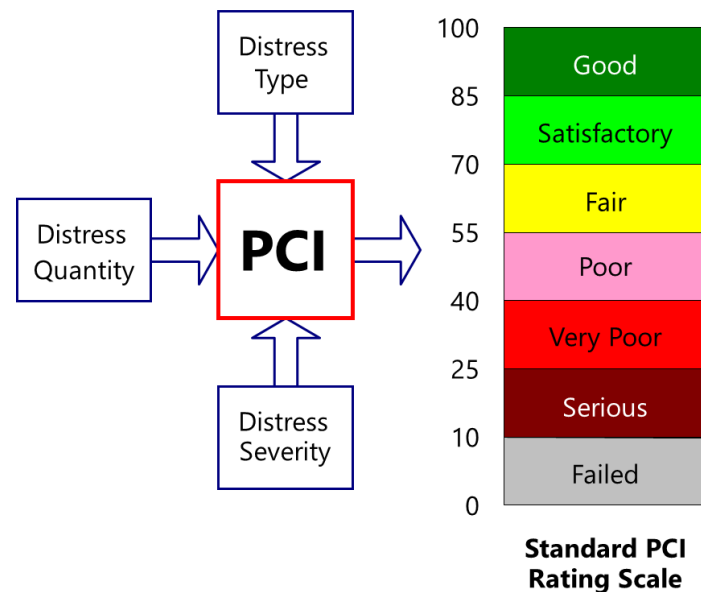 Distress
Type
Distress
Quantity
PCI
Distress
Severity
100
Good
85
Satisfactory
70
Fair
55
Poor
40
Very Poor
25
Serious
10
Failed
0
Standard PCI
Rating Scale